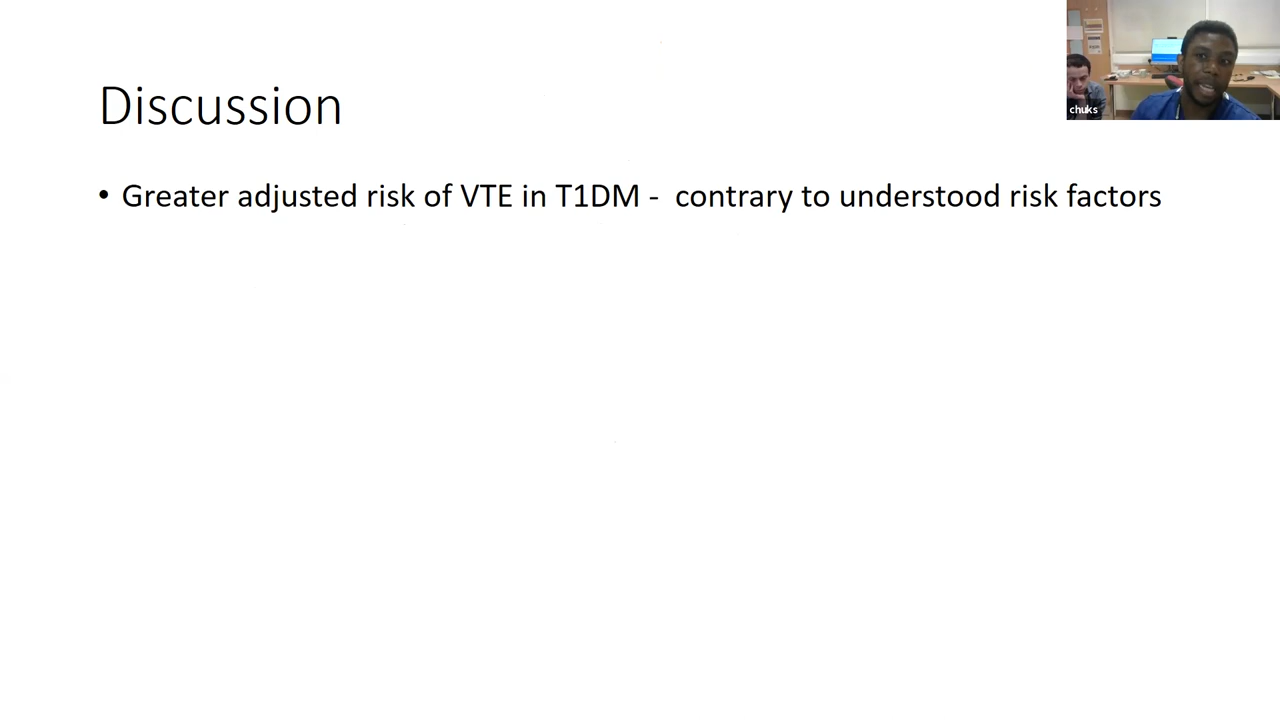 Discussion
• Greater adjusted risk of VTE in T1DM -  contrary to understood risk factors
chuks